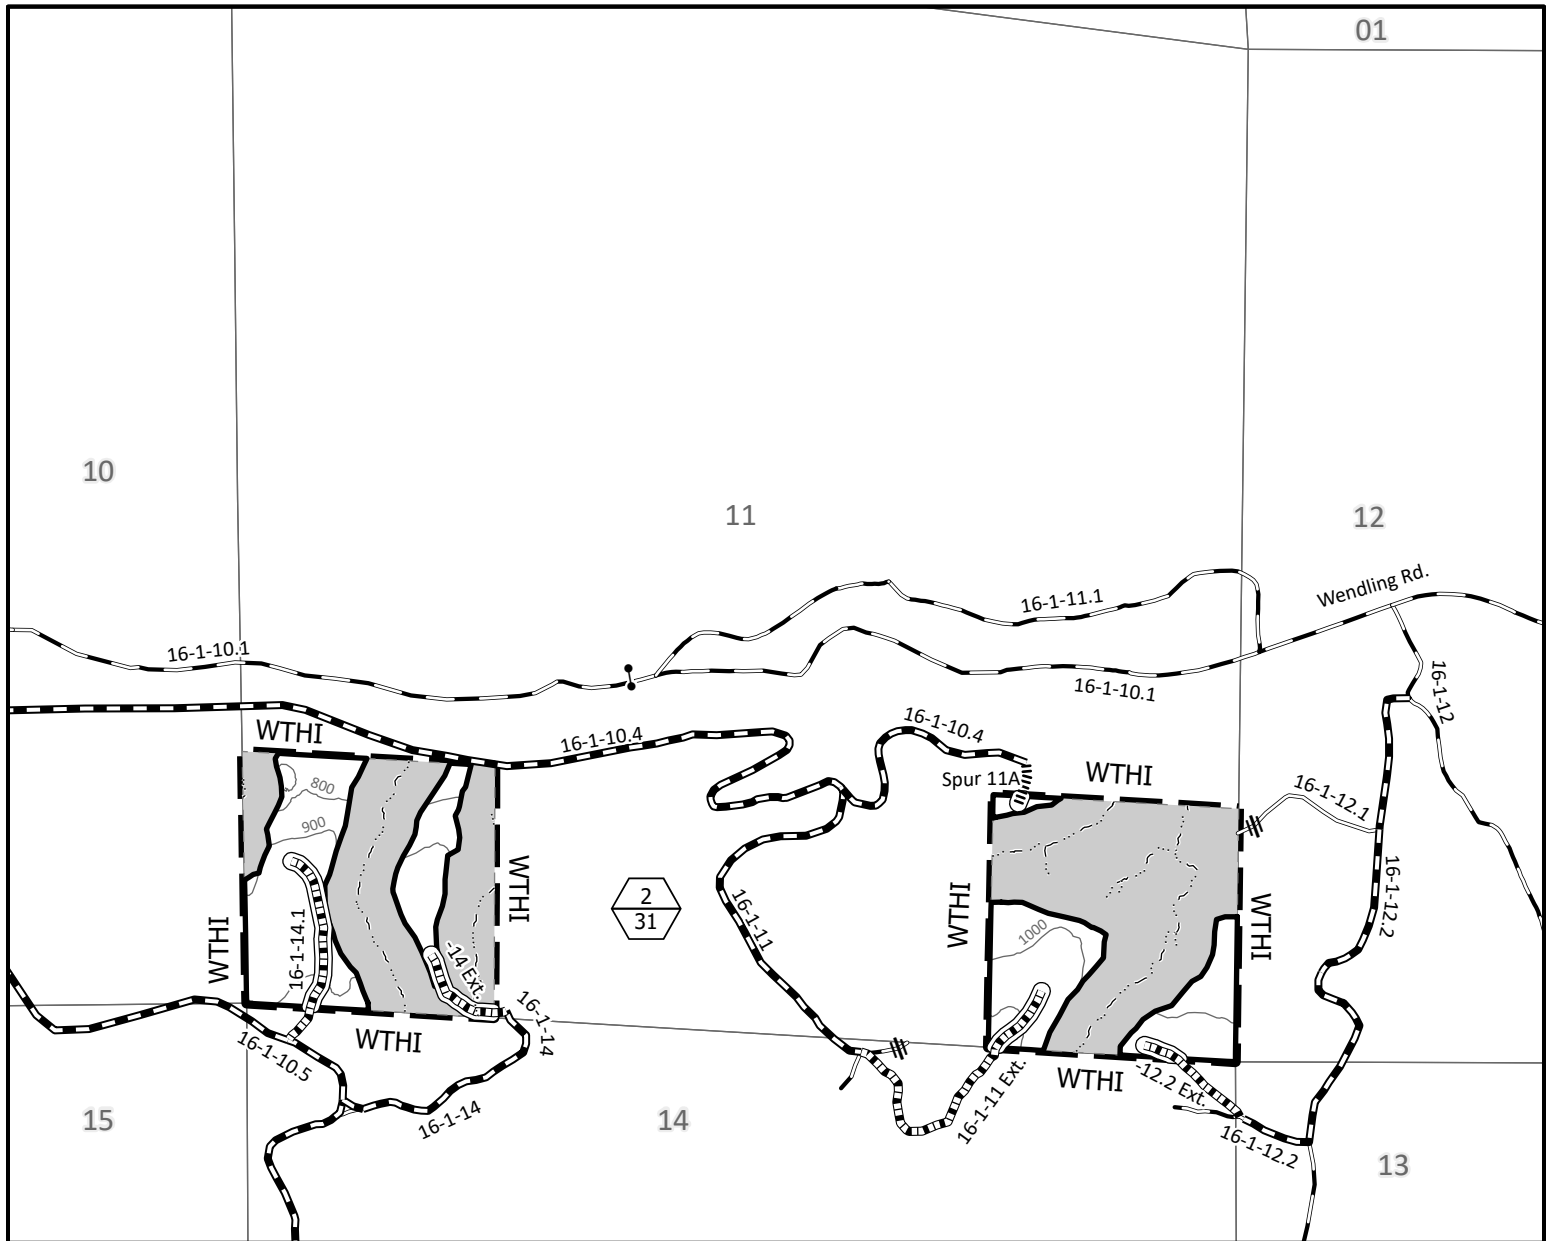 01
10
11
12
Wendling Rd.
16-1-11.1
16-1-10.1
16-1-10.1
16-1-12
WTHI
16-1-10.4
16-1-10.4
Spur 11A
WTHI
16-1-12.1
800
900
WTHI
WTHI
16-1-14.1
-14 Ext.
16-1-14
2
31
16-1-11
WTHI
1000
WTHI
16-1-12.2
WTHI
16-1-10.5
16-1-14
16-1-11 Ext.
WTHI
-12.2 Ext.
16-1-12.2
15
14
13